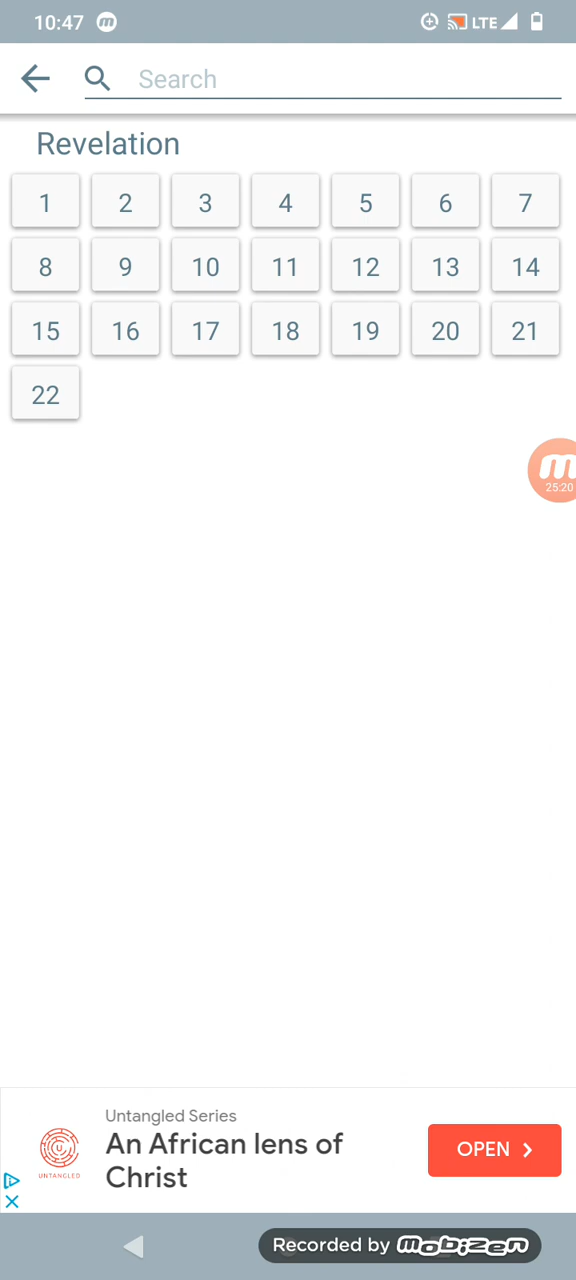 10:47 m LTE
Search
Revelation
1 2 3 4 5 6 7
8 9 10 11 12 13 14
15 16 17 18 19 20 21
22
m
25:20
Untangled Series
An African lens of
Christ
OPEN
UNTANGLED
Recorded by mobizen